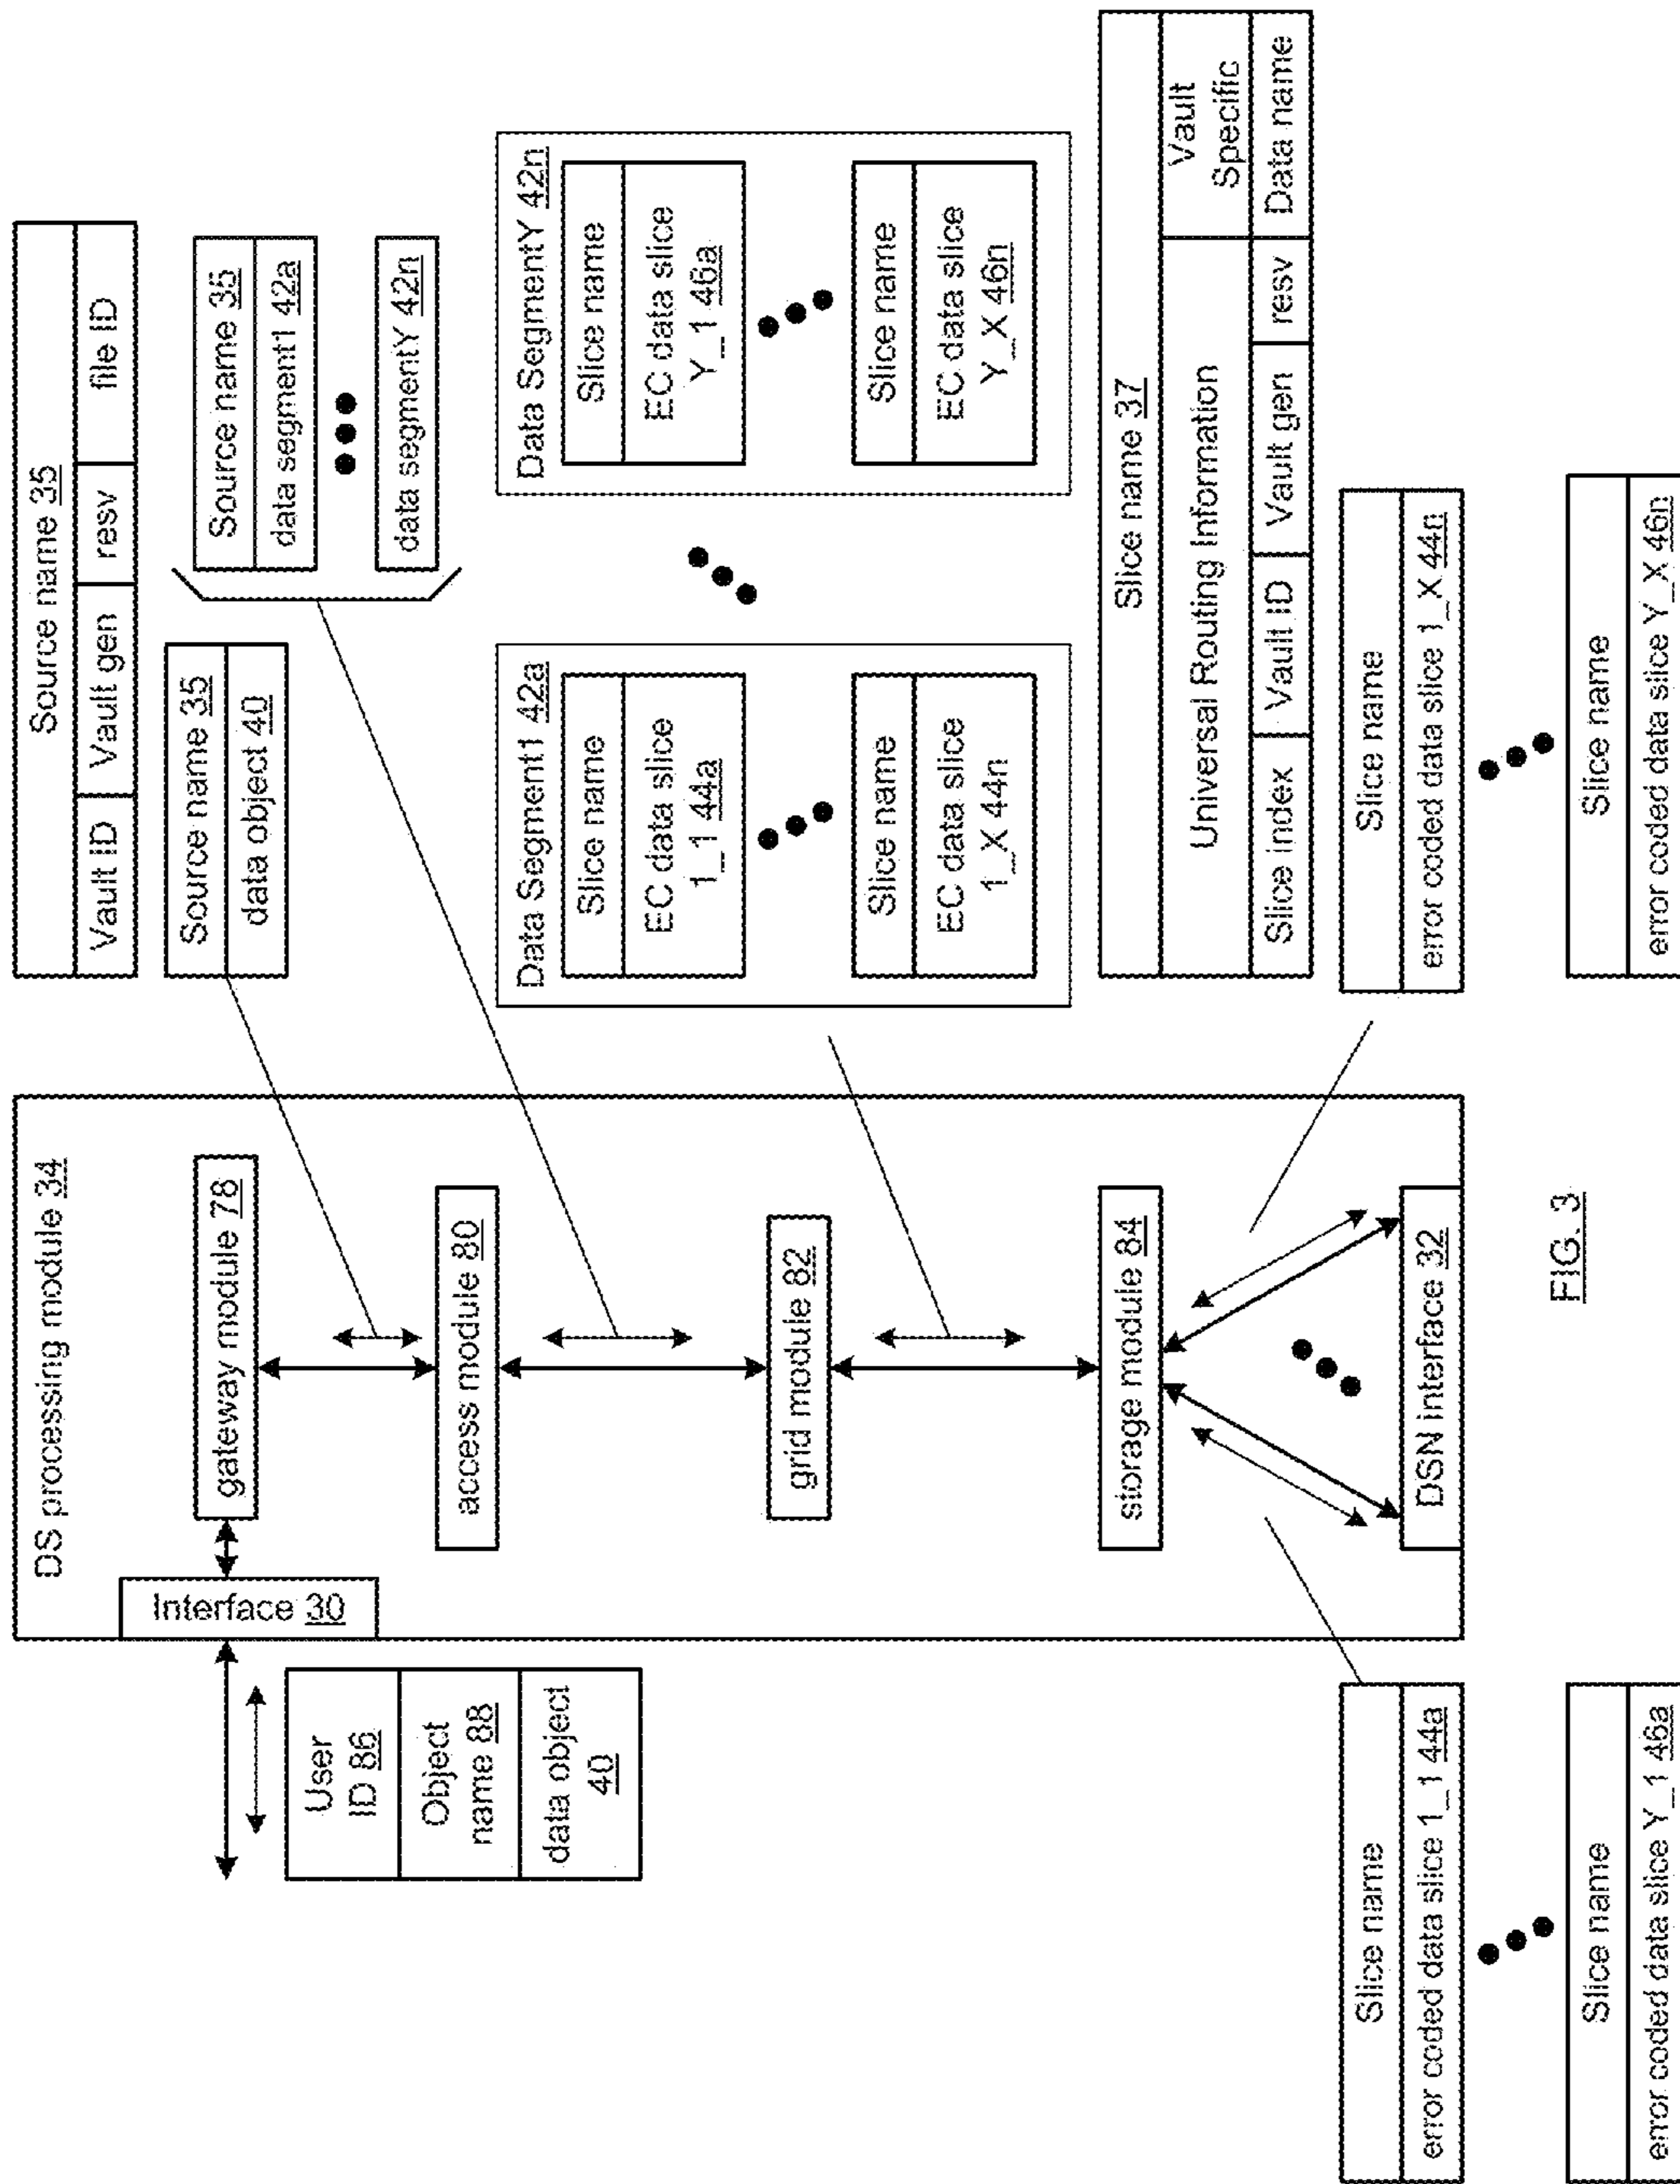 DS processing module 34
Interface 30
gateway module 78
access module 80
grid module 82
storage module 84
DSN interface 32
User
ID 86
Object
name 88
data object
40
Source name 35
Vault ID Vault gen resv file ID
Source name 35
data object 40
Source name 35
data segment1 42a
data segmentY 42n
Data Segment1 42a
Slice name
EC data slice
1_1 44a
Slice name
EC data slice
1_X 44n
Data SegmentY 42n
Slice name
EC data slice
Y_1 46a
Slice name
EC data slice
Y_X 46n
Slice name 37
Universal Routing Information
Vault
Specific
Slice index Vault ID Vault gen resv Data name
Slice name
error coded data slice 1_1 44a
Slice name
error coded data slice Y_1 46a
Slice name
error coded data slice 1_X 44n
Slice name
error coded data slice Y_X 46n
FIG. 3